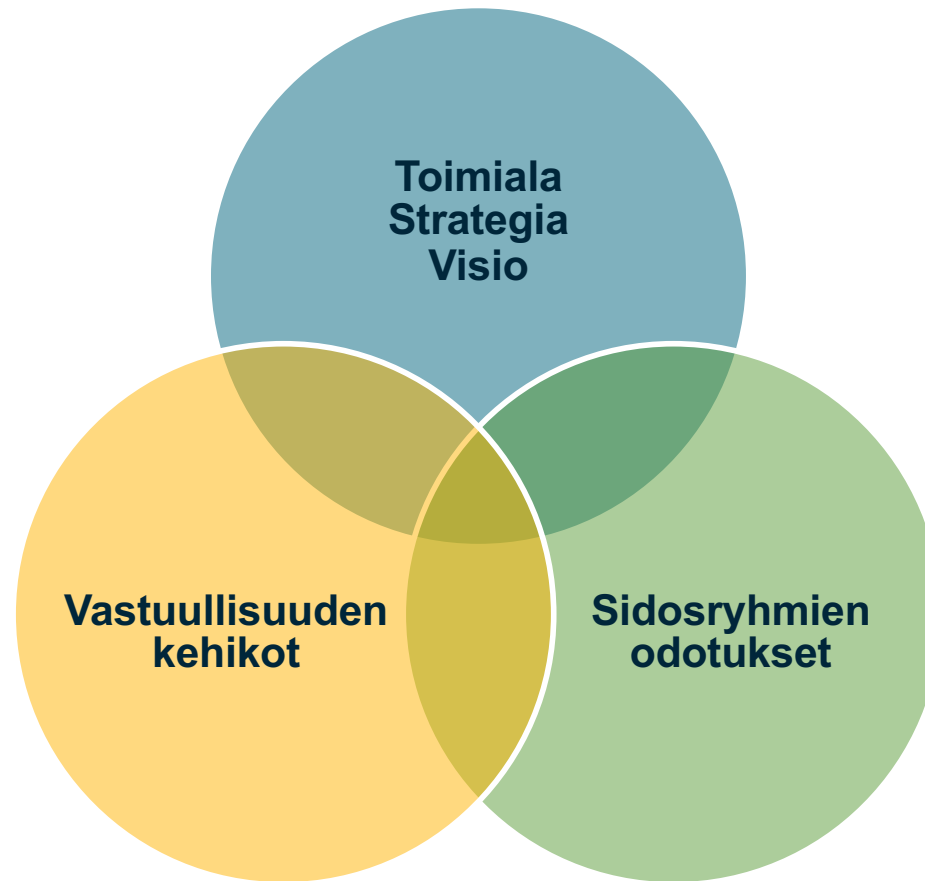 Toimiala
Strategia
Visio
Vastuullisuuden
kehikot
Sidosryhmien
odotukset